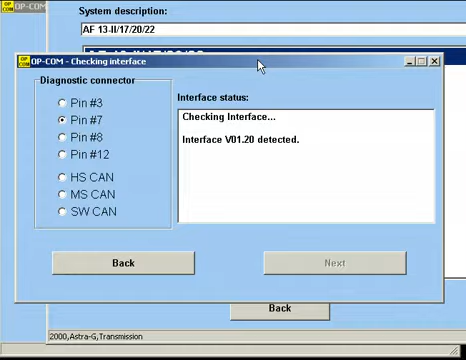 OP-COM
System description:
AF 13-II/17/20/22
OP-COM - Checking interface
Diagnostic connector
Pin #3
Pin #7
Pin #8
Pin #12
HS CAN
MS CAN
SW CAN
Interface status:
Checking Interface...
Interface V01.20 detected.
Back
Next
Back
2000,Astra-G,Transmission